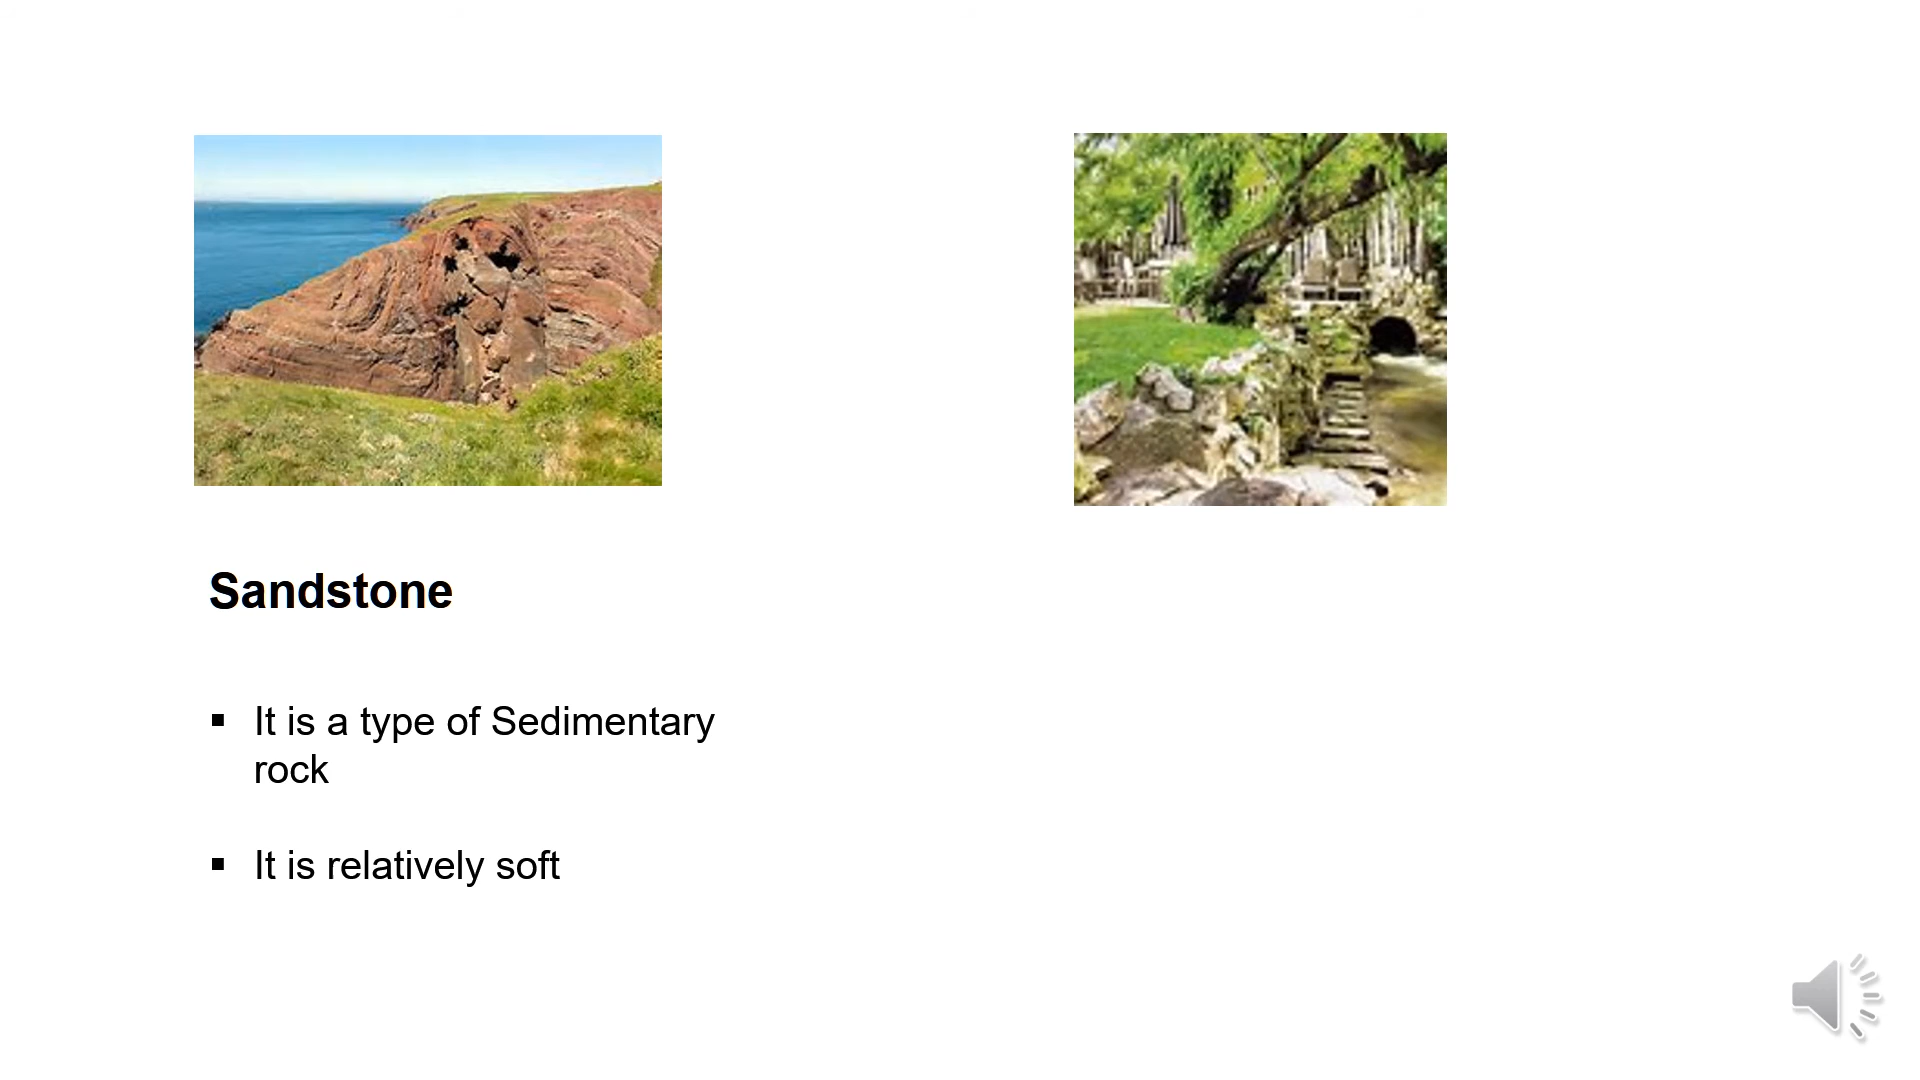 Sandstone
▪ It is a type of Sedimentary
rock
▪ It is relatively soft